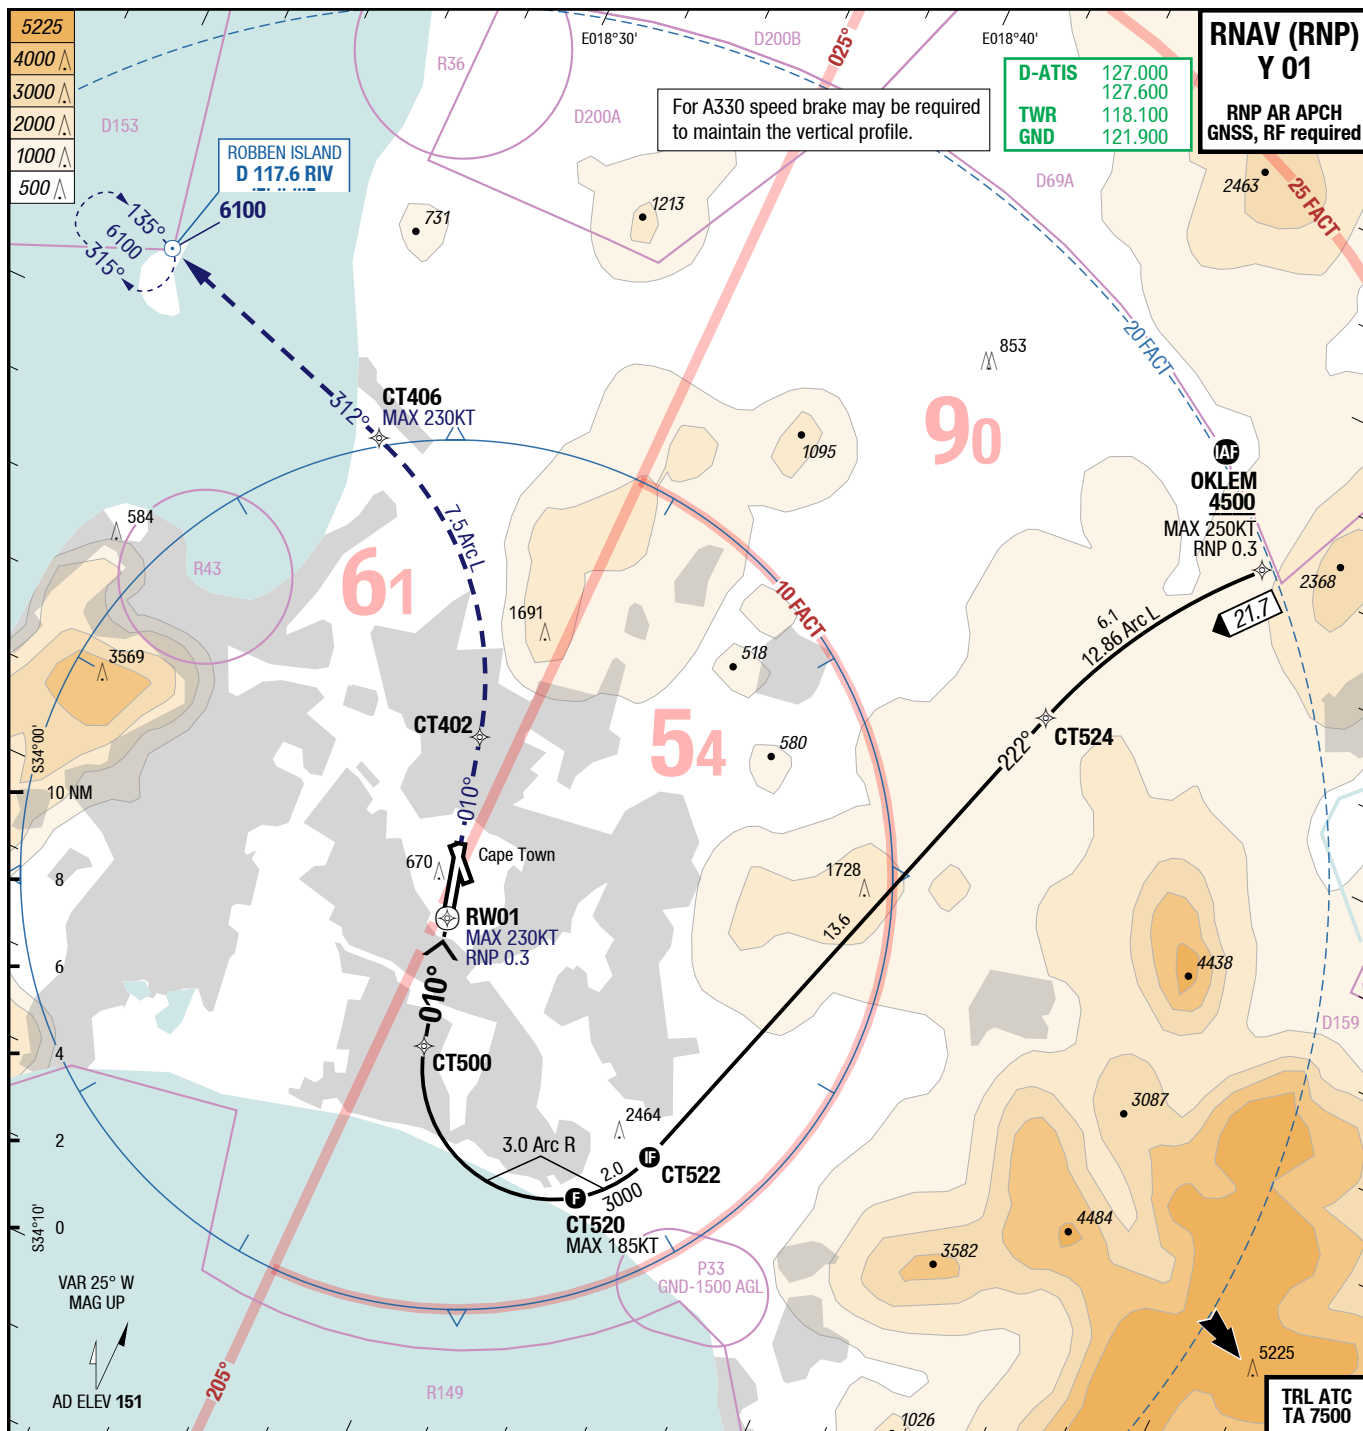 5225
4000
3000
2000
1000
500
RNAV (RNP)
Y 01
RNP AR APCH
GNSS, RF required
E018°30'
E018°40'
D200B
025°
R36
D200A
D153
For A330 speed brake may be required
to maintain the vertical profile.
D-ATIS 127.000
127.600
TWR 118.100
GND 121.900
ROBBEN ISLAND
D 117.6 RIV
6100
135°
6100
315°
731
1213
D69A
2463
25 FACT
853
20 FACT
312°
CT406
MAX 230KT
90
1095
IAF
OKLEM
4500
MAX 250KT
RNP 0.3
584
R43
7.5 Arc L
61
1691
10 FACT
2368
21.7
6.1
12.86 Arc L
3569
518
CT402
54
580
CT524
222°
S34°00'
10 NM
010°
670
Cape Town
1728
8
RW01
MAX 230KT
RNP 0.3
13.6
6
4438
010°
D159
4
CT500
3087
2464
2
3.0 Arc R
2.0
IF
CT522
3000
F
CT520
MAX 185KT
S34°10'
0
4484
3582
P33
GND-1500 AGL
VAR 25° W
MAG UP
5225
205°
R149
AD ELEV 151
1026
TRL ATC
TA 7500